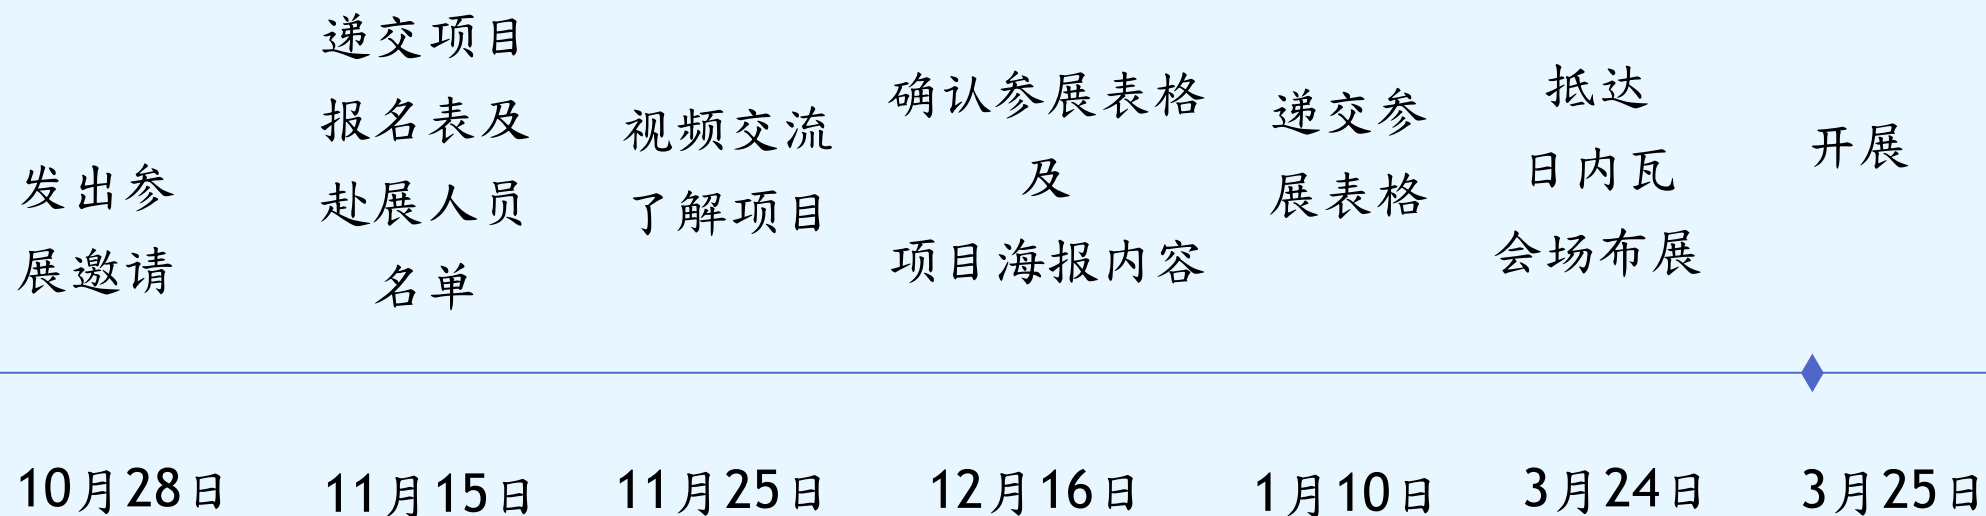 发出参
展邀请
递交项目
报名表及
赴展人员
名单
视频交流
了解项目
确认参展表格
及
项目海报内容
递交参
展表格
抵达
日内瓦
会场布展
开展
10月28日
11月15日
11月25日
12月16日
1月10日
3月24日
3月25日